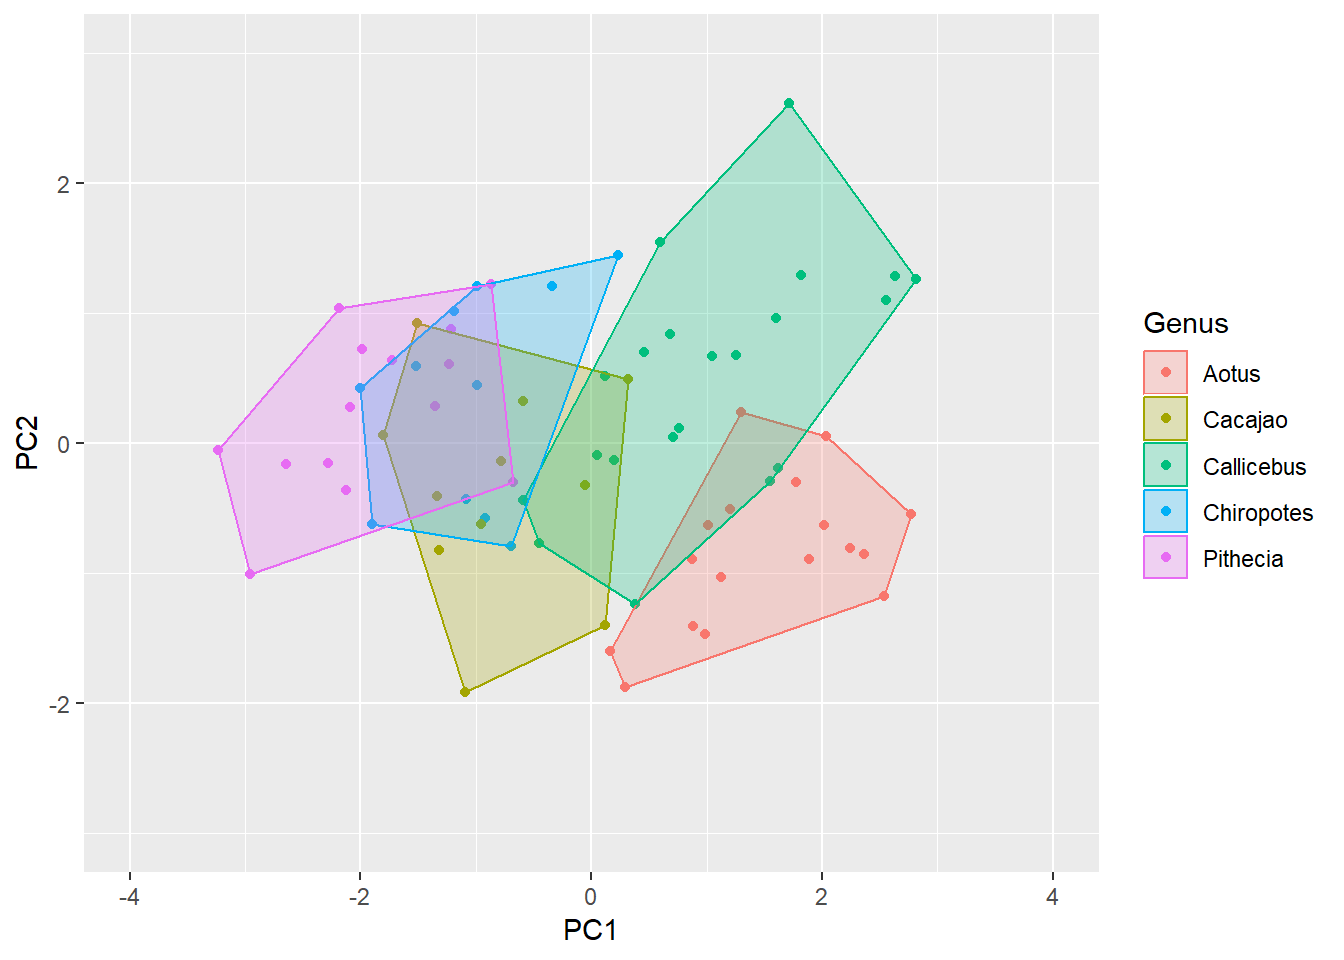 PC2
2
0
-2
-4
-2
0
2
4
PC1
Genus
Aotus
Cacajao
Callicebus
Chiropotes
Pithecia